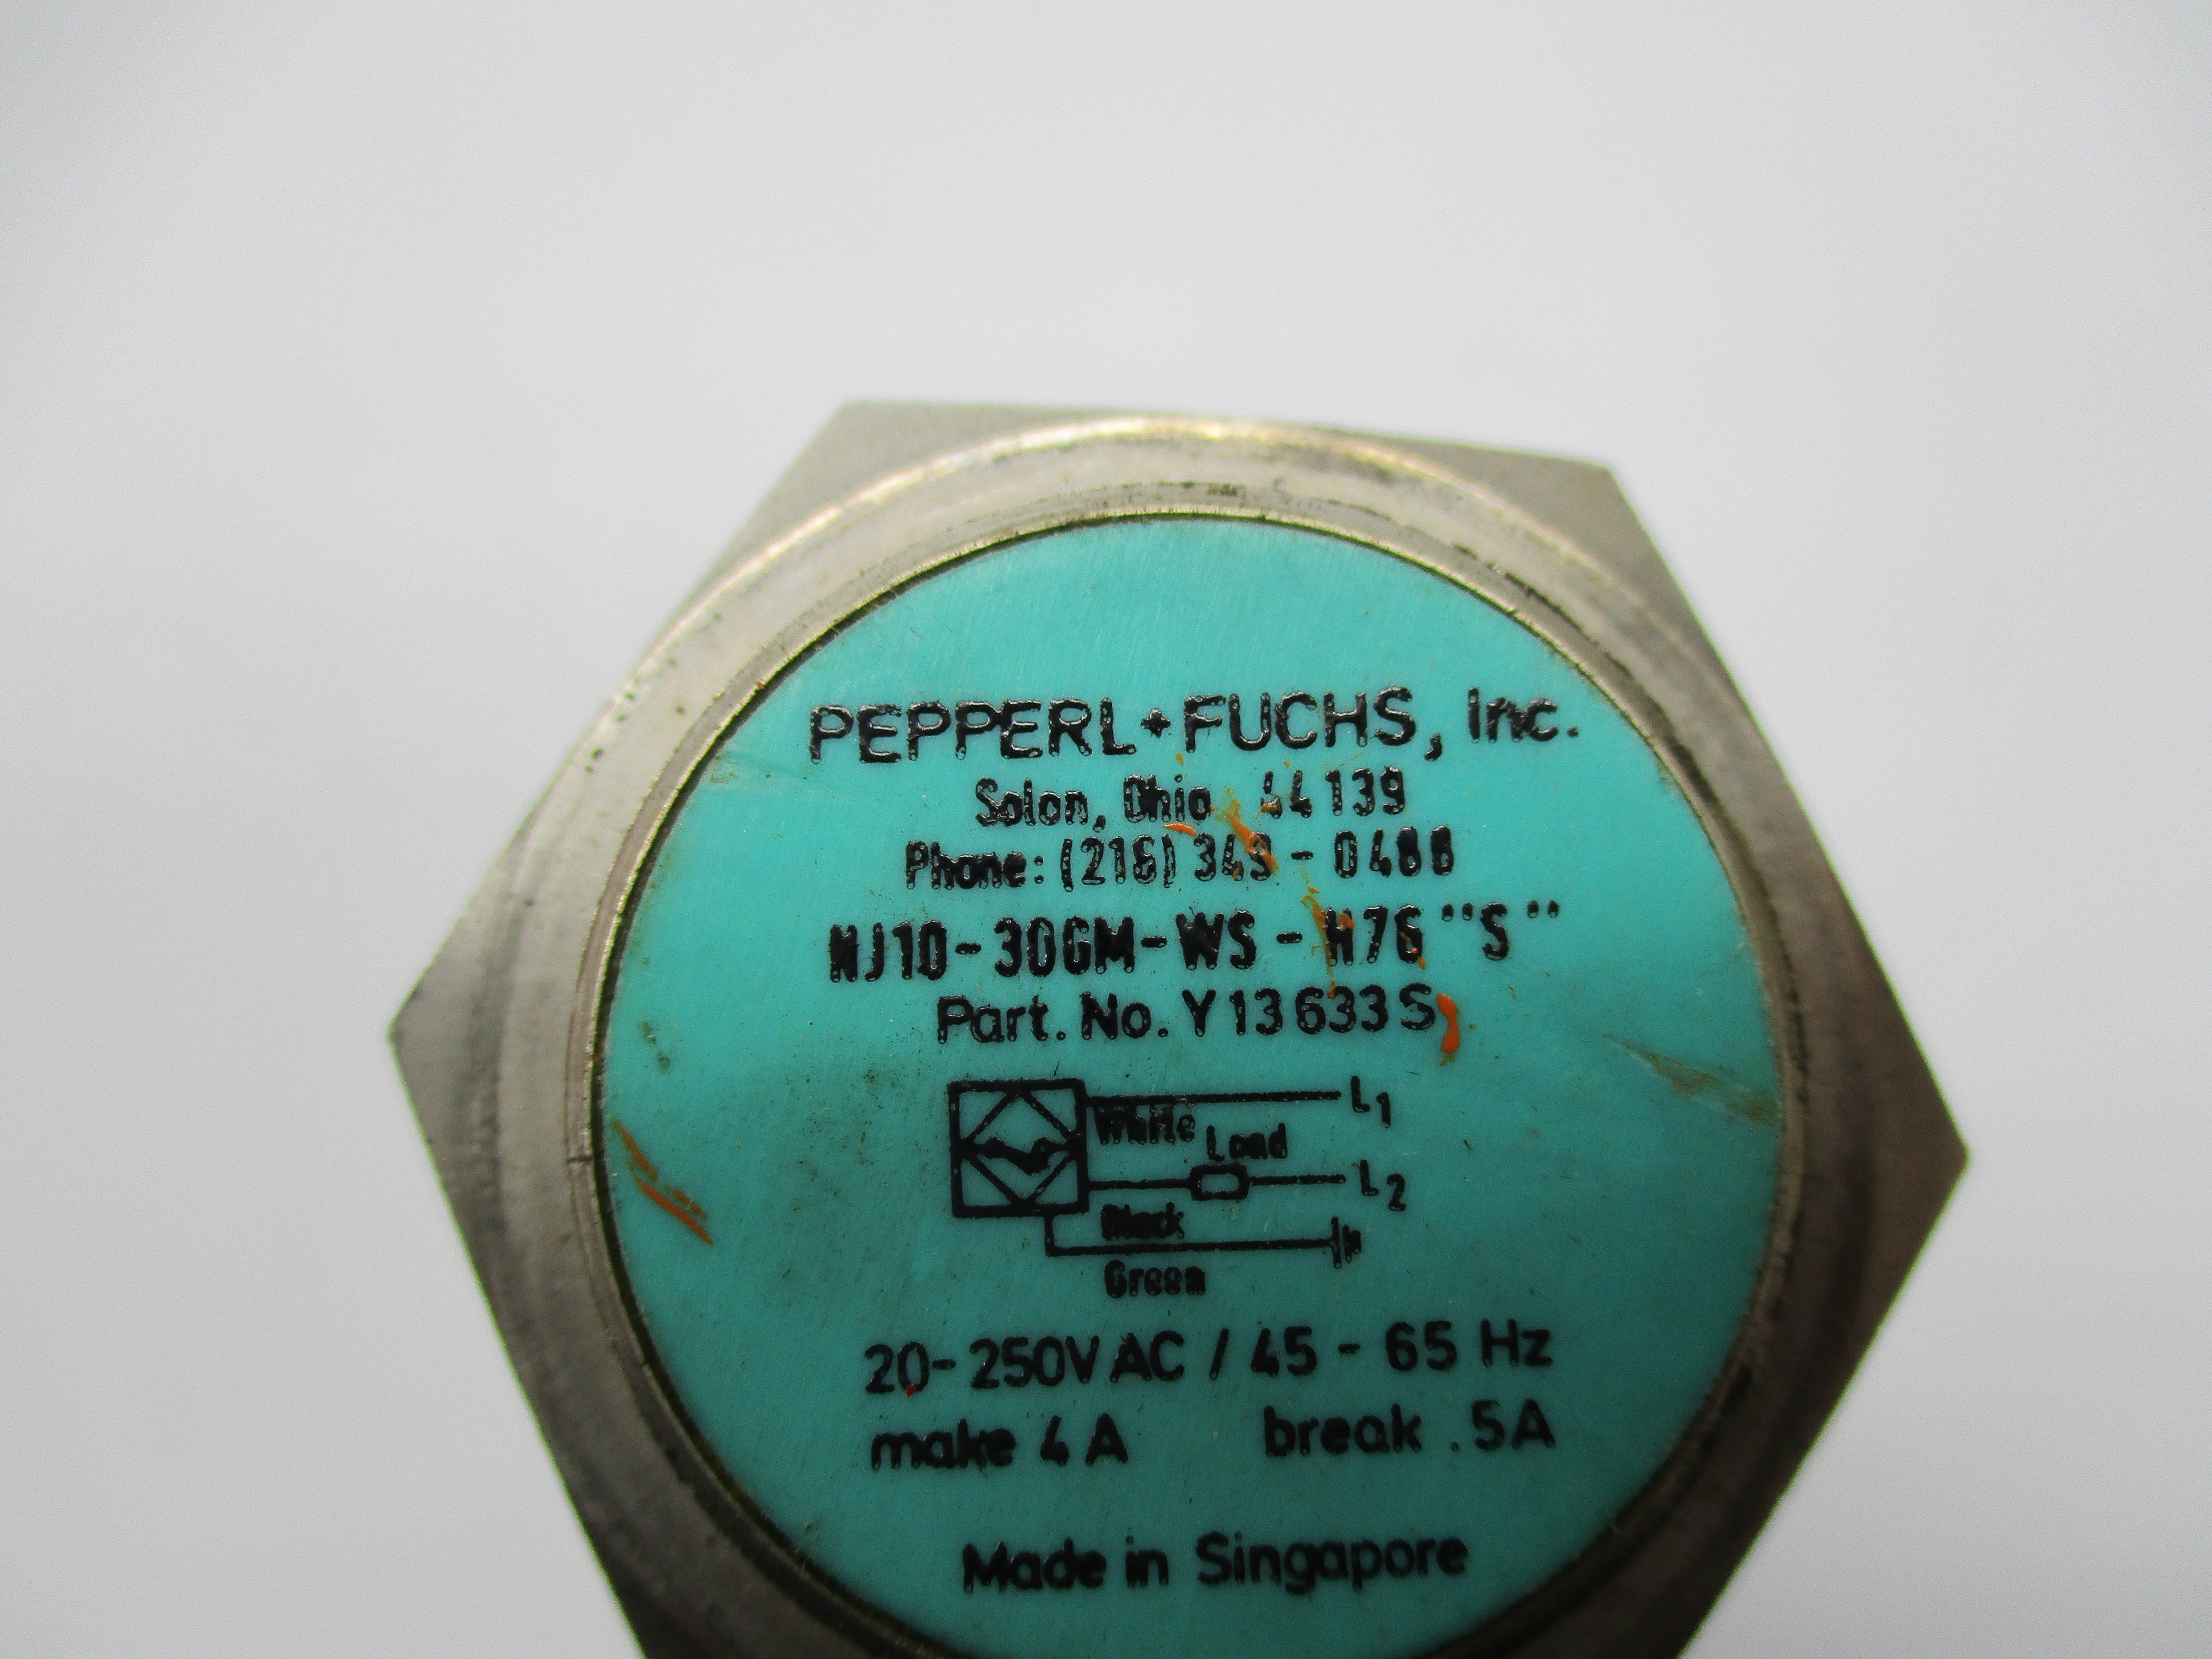 PEPPERL+FUCHS, Inc.
Solon, Ohio 44139
Phone: (216) 349-0488
NJ10-30GM-WS-H76 "S"
Part. No. Y13633S
L1
White
Load
L2
Black
Green
20-250V AC / 45-65 Hz
make 4A break .5A
Made in Singapore